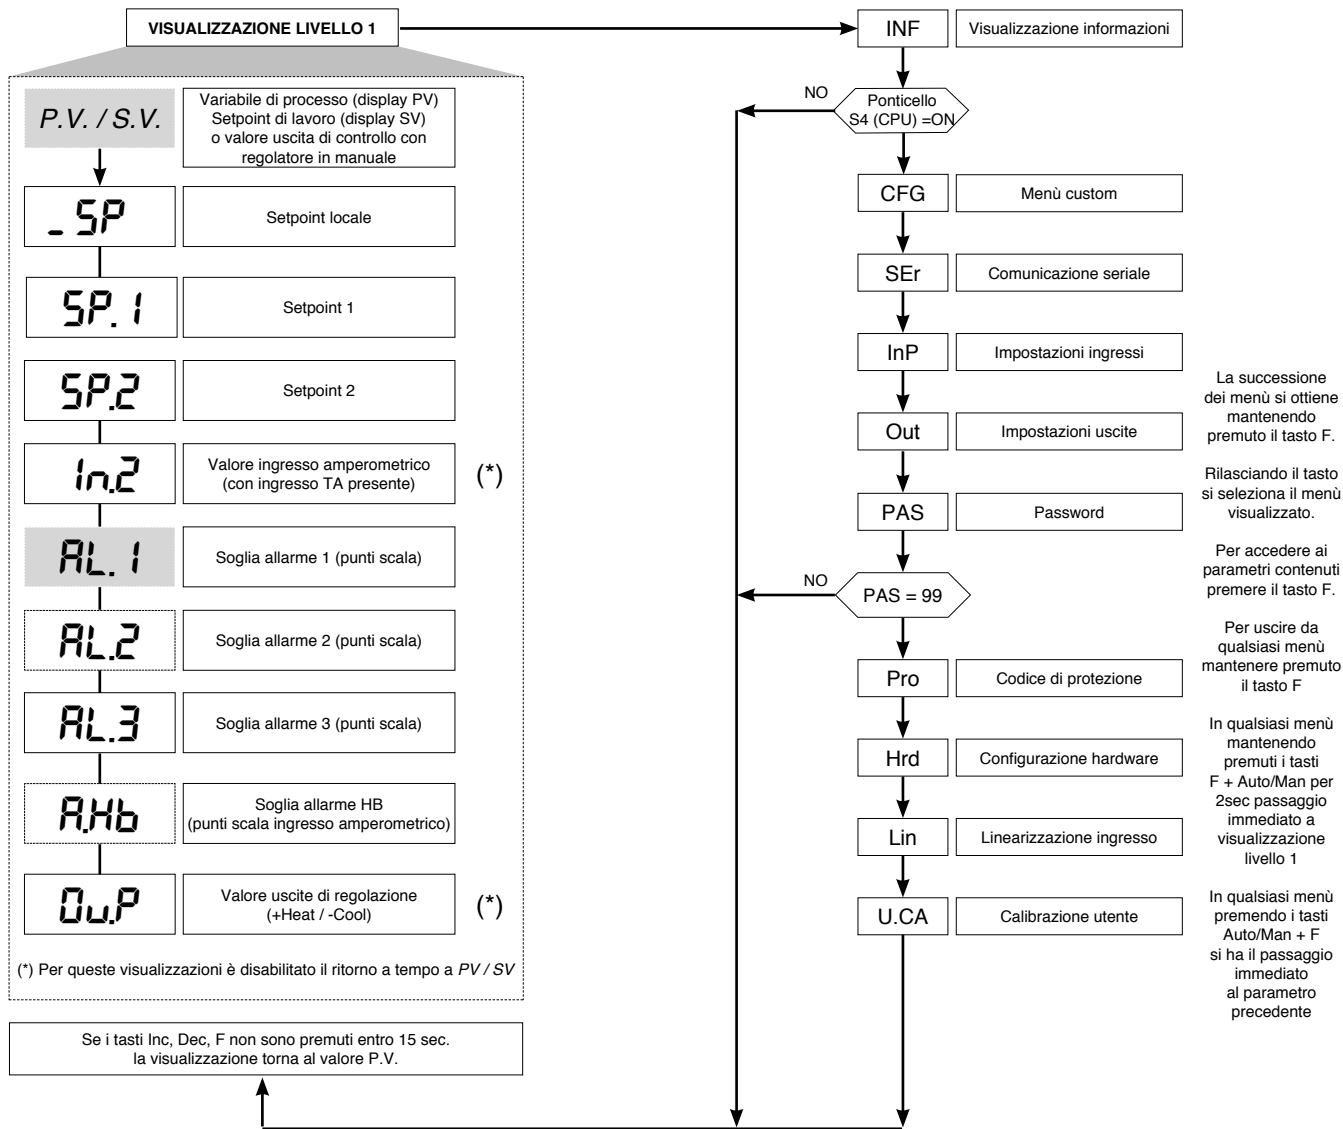 VISUALIZZAZIONE LIVELLO 1
P.V. / S.V.
Variabile di processo (display PV)
Setpoint di lavoro (display SV)
o valore uscita di controllo con
regolatore in manuale
_SP
Setpoint locale
SP.1
Setpoint 1
SP.2
Setpoint 2
In.2
Valore ingresso amperometrico
(con ingresso TA presente)
(*)
AL.1
Soglia allarme 1 (punti scala)
AL.2
Soglia allarme 2 (punti scala)
AL.3
Soglia allarme 3 (punti scala)
A.Hb
Soglia allarme HB
(punti scala ingresso amperometrico)
Ou.P
Valore uscite di regolazione
(+Heat / -Cool)
(*)
(*) Per queste visualizzazioni è disabilitato il ritorno a tempo a PV / SV
Se i tasti Inc, Dec, F non sono premuti entro 15 sec.
la visualizzazione torna al valore P.V.
INF
Visualizzazione informazioni
NO
Ponticello
S4 (CPU) =ON
CFG
Menù custom
SEr
Comunicazione seriale
InP
Impostazioni ingressi
Out
Impostazioni uscite
PAS
Password
NO
PAS = 99
Pro
Codice di protezione
Hrd
Configurazione hardware
Lin
Linearizzazione ingresso
U.CA
Calibrazione utente
La successione
dei menù si ottiene
mantenendo
premuto il tasto F.
Rilasciando il tasto
si seleziona il menù
visualizzato.
Per accedere ai
parametri contenuti
premere il tasto F.
Per uscire da
qualsiasi menù
mantenere premuto
il tasto F
In qualsiasi menù
mantenendo
premuti i tasti
F + Auto/Man per
2sec passaggio
immediato a
visualizzazione
livello 1
In qualsiasi menù
premendo i tasti
Auto/Man + F
si ha il passaggio
immediato
al parametro
precedente